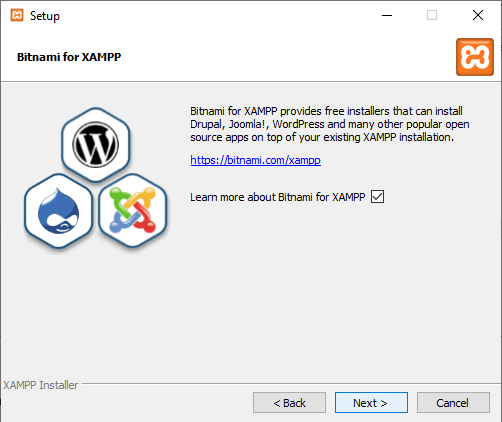 Setup
Bitnami for XAMPP
Bitnami for XAMPP provides free installers that can install
Drupal, Joomla!, WordPress and many other popular open
source apps on top of your existing XAMPP installation.
https://bitnami.com/xampp
Learn more about Bitnami for XAMPP
XAMPP Installer
< Back
Next >
Cancel